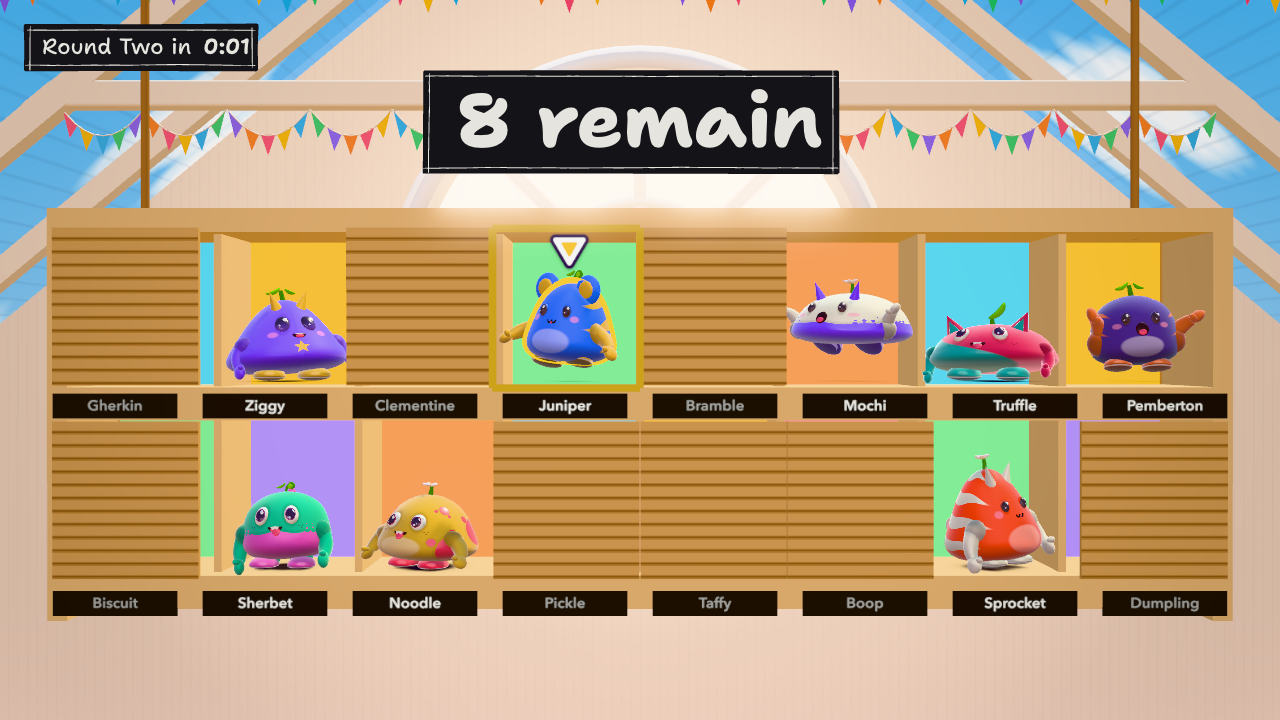 Round Two in 0:01
8 remain
Gherkin
Ziggy
Clementine
Juniper
Bramble
Mochi
Truffle
Pemberton
Biscuit
Sherbet
Noodle
Pickle
Taffy
Boop
Sprocket
Dumpling